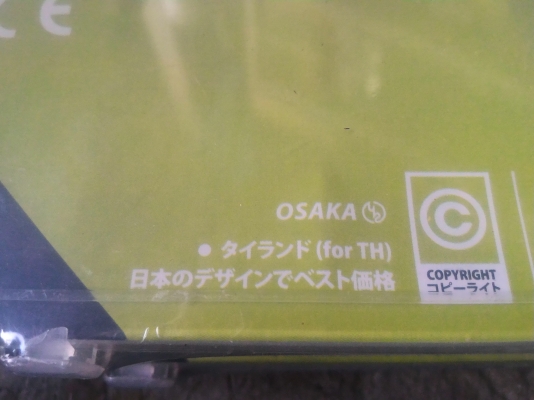 CE
OSAKA
● タイランド (for TH)
日本のデザインでベスト価格
©
COPYRIGHT
コピーライト